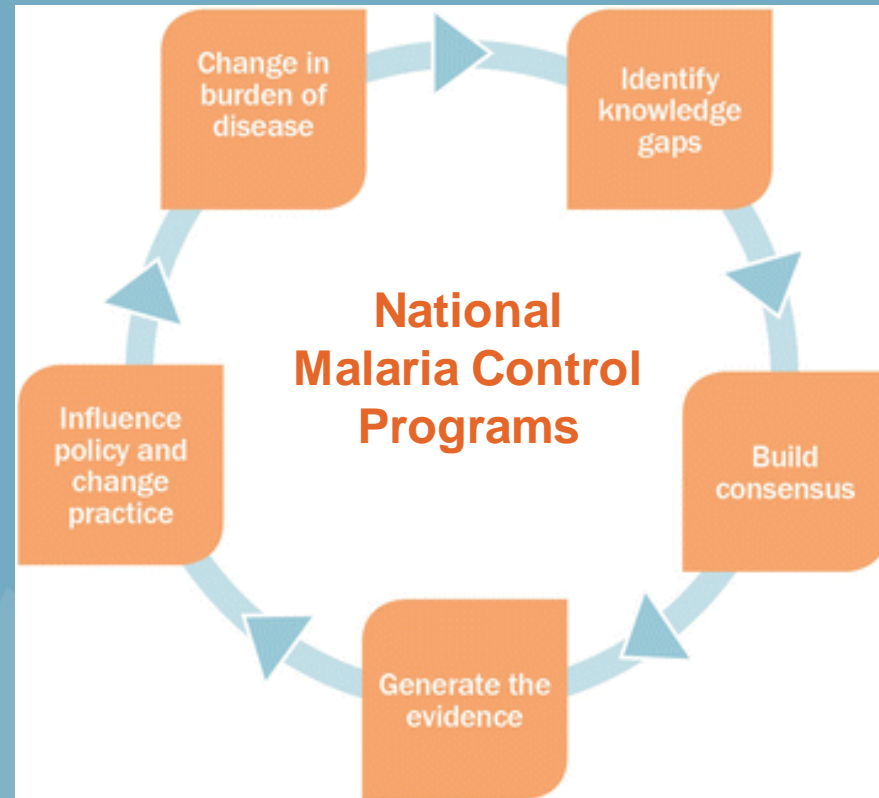 Change in
burden of
disease
Identify
knowledge
gaps
National
Malaria Control
Programs
Influence
policy and
change
practice
Build
consensus
Generate the
evidence